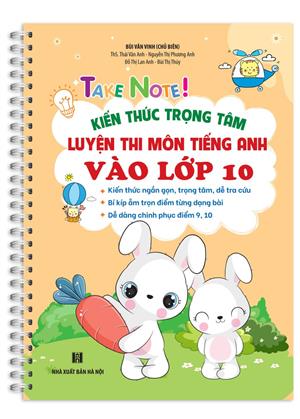 BÙI VĂN VINH (CHỦ BIÊN)
ThS. Thái Vân Anh - Nguyễn Thị Phương Anh
Đỗ Thị Lan Anh - Bùi Thị Thúy
TAKE NOTE!
KIẾN THỨC TRỌNG TÂM
LUYỆN THI MÔN TIẾNG ANH
VÀO LỚP 10
• Kiến thức ngắn gọn, trọng tâm, dễ tra cứu
• Bí kíp ẵm trọn điểm từng dạng bài
• Dễ dàng chinh phục điểm 9, 10
NHÀ XUẤT BẢN HÀ NỘI